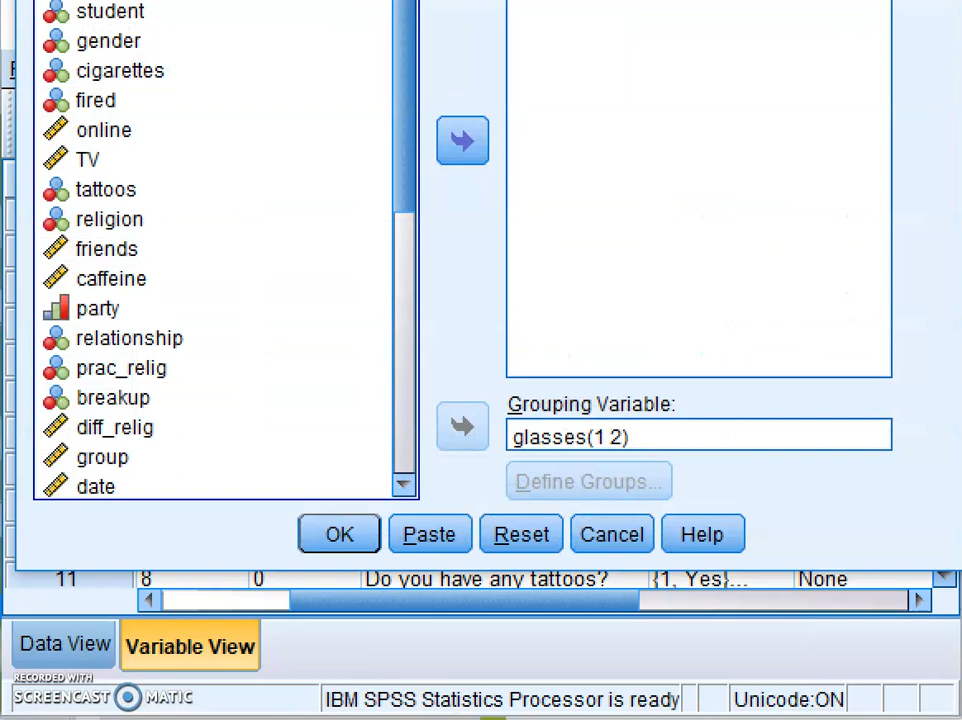 student
gender
cigarettes
fired
online
TV
tattoos
religion
friends
caffeine
party
relationship
prac_relig
breakup
diff_relig
group
date
Grouping Variable:
glasses(1 2)
Define Groups...
OK Paste Reset Cancel Help
11 8 0 Do you have any tattoos? {1, Yes}... None
Data View Variable View
RECORDED WITH
SCREENCAST MATIC
IBM SPSS Statistics Processor is ready Unicode:ON